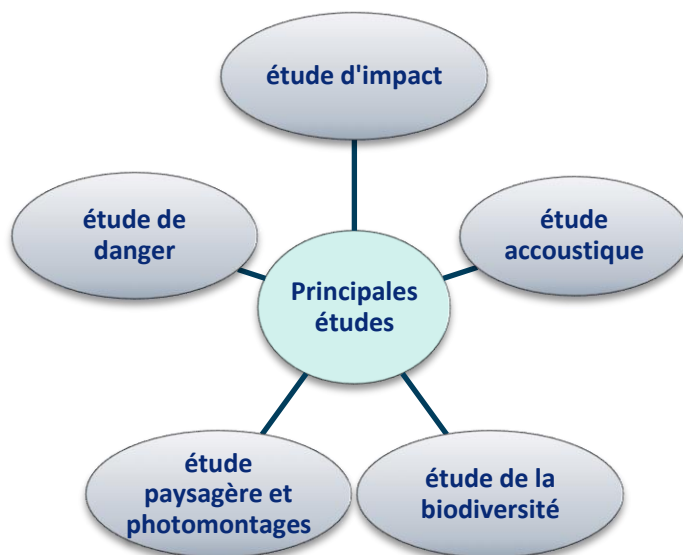 étude d'impact
étude
accoustique
étude de la
biodiversité
étude
paysagère et
photomontages
étude de
danger
Principales
études